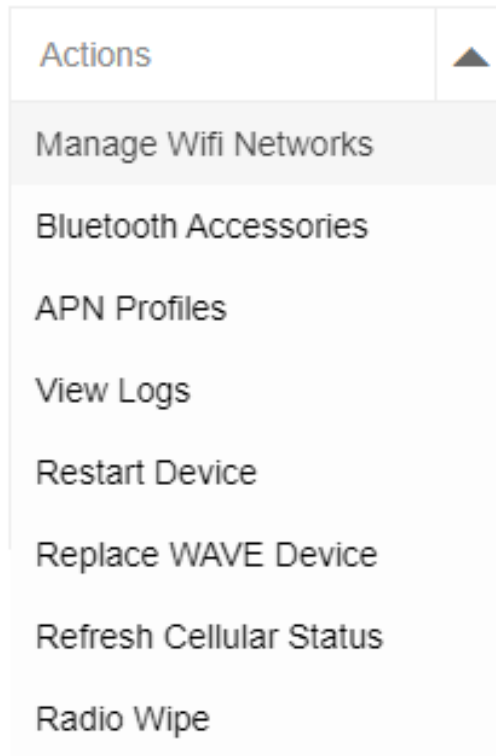 Actions
Manage Wifi Networks
Bluetooth Accessories
APN Profiles
View Logs
Restart Device
Replace WAVE Device
Refresh Cellular Status
Radio Wipe